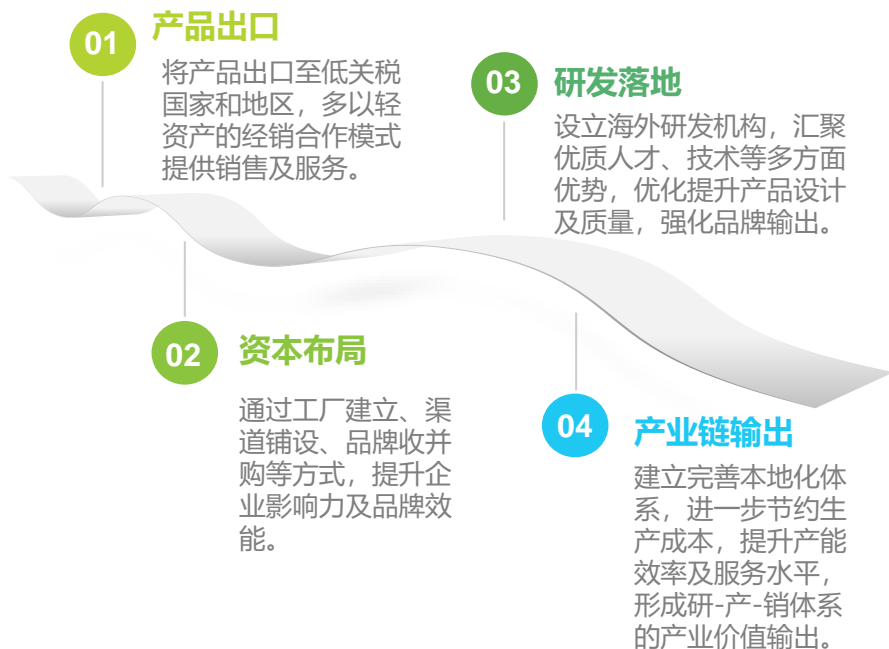 01
产品出口
将产品出口至低关税
国家和地区，多以轻
资产的经销合作模式
提供销售及服务。
02
资本布局
通过工厂建立、渠
道铺设、品牌收并
购等方式，提升企
业影响力及品牌效
能。
03
研发落地
设立海外研发机构，汇聚
优质人才、技术等多方面
优势，优化提升产品设计
及质量，强化品牌输出。
04
产业链输出
建立完善本地化体
系，进一步节约生
产成本，提升产能
效率及服务水平，
形成研-产-销体系
的产业价值输出。